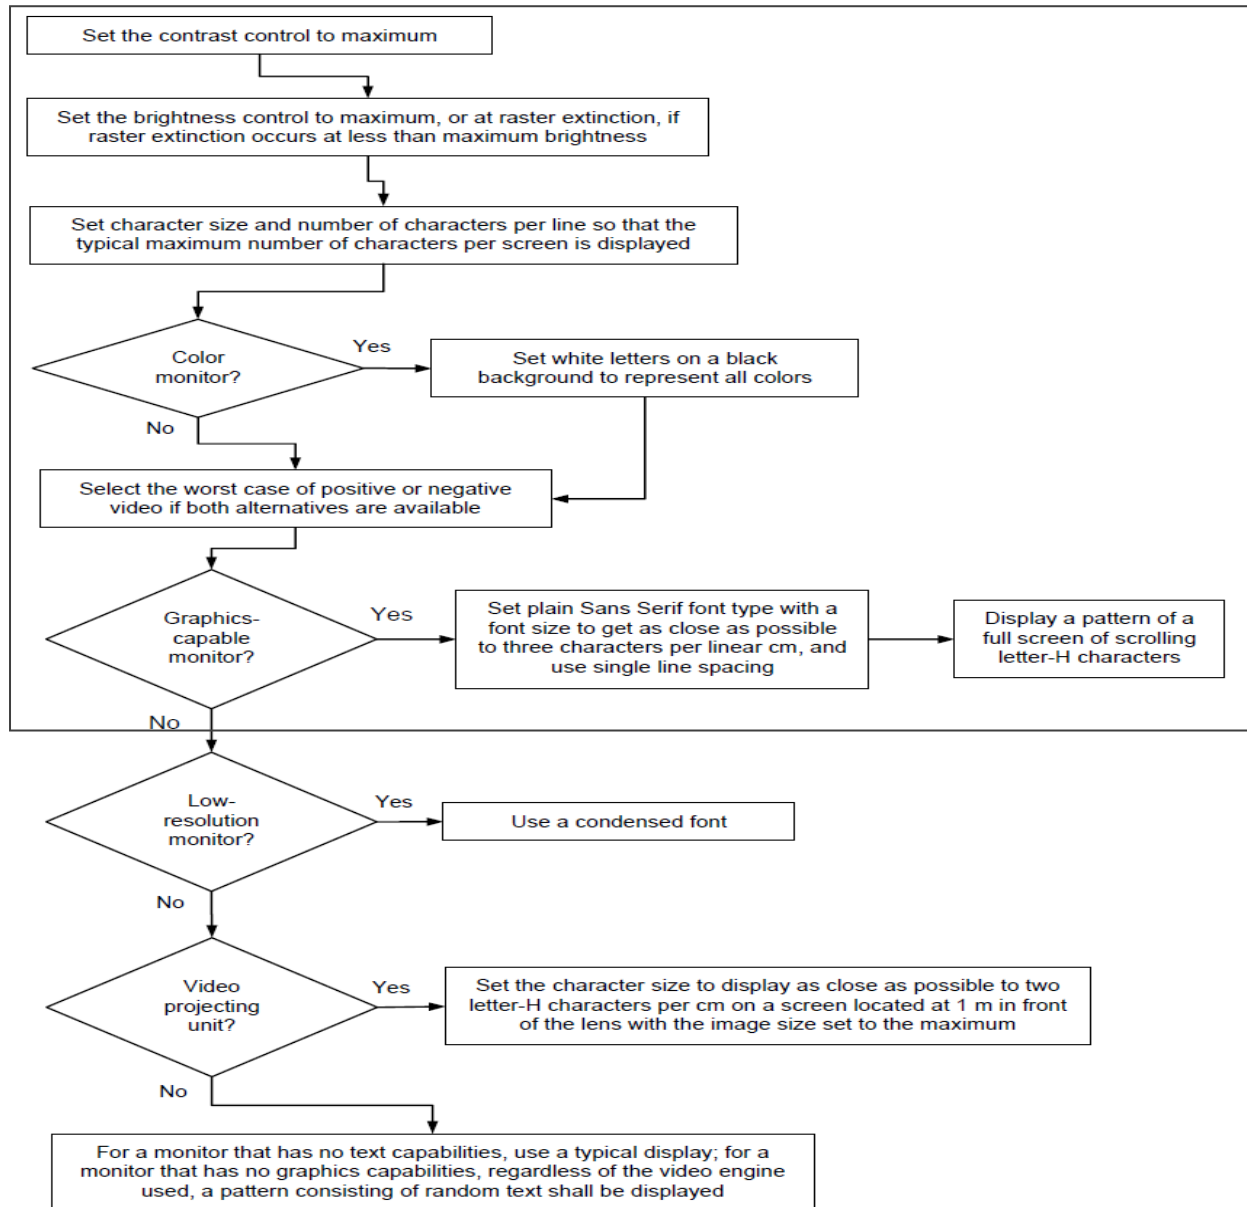 Set the contrast control to maximum
Set the brightness control to maximum, or at raster extinction, if
raster extinction occurs at less than maximum brightness
Set character size and number of characters per line so that the
typical maximum number of characters per screen is displayed
Color
monitor?
Yes
Set white letters on a black
background to represent all colors
No
Select the worst case of positive or negative
video if both alternatives are available
Graphics-
capable
monitor?
Yes
Set plain Sans Serif font type with a
font size to get as close as possible
to three characters per linear cm, and
use single line spacing
Display a pattern of a
full screen of scrolling
letter-H characters
No
Low-
resolution
monitor?
Yes
Use a condensed font
No
Video
projecting
unit?
Yes
Set the character size to display as close as possible to two
letter-H characters per cm on a screen located at 1 m in front
of the lens with the image size set to the maximum
No
For a monitor that has no text capabilities, use a typical display; for a
monitor that has no graphics capabilities, regardless of the video engine
used, a pattern consisting of random text shall be displayed